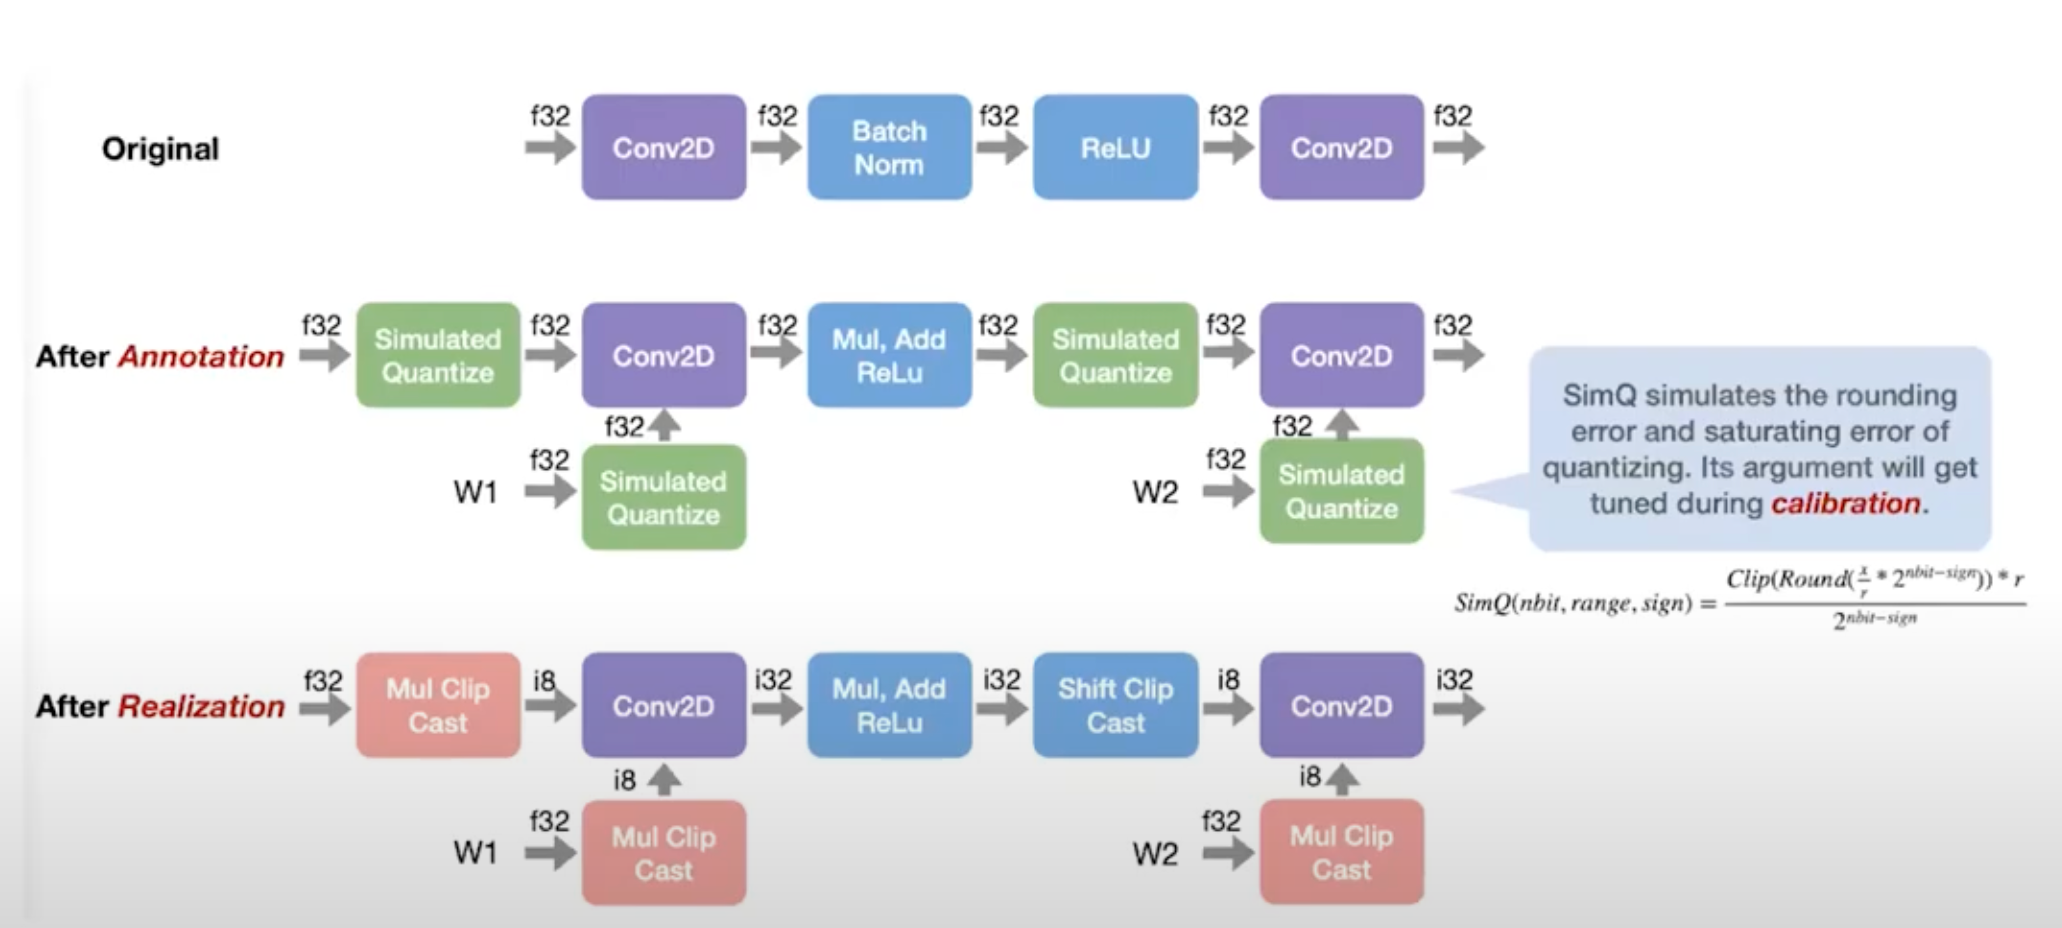 f32 f32 f32 f32 f32
Original
Conv2D
Batch
Norm
ReLU
Conv2D
f32 f32 f32 f32 f32 f32
After Annotation
Simulated
Quantize
Conv2D
Mul, Add
ReLu
Simulated
Quantize
Conv2D
f32
f32
W1
f32
Simulated
Quantize
W2
f32
Simulated
Quantize
SimQ simulates the rounding
error and saturating error of
quantizing. Its argument will get
tuned during calibration.
SimQ(nbit, range, sign) = Clip(Round(x/r * 2^nbit−sign)) * r / 2^nbit−sign
f32 i8 i32 i32 i8 i32
After Realization
Mul Clip
Cast
Conv2D
Mul, Add
ReLu
Shift Clip
Cast
Conv2D
i8
i8
W1
f32
Mul Clip
Cast
W2
f32
Mul Clip
Cast